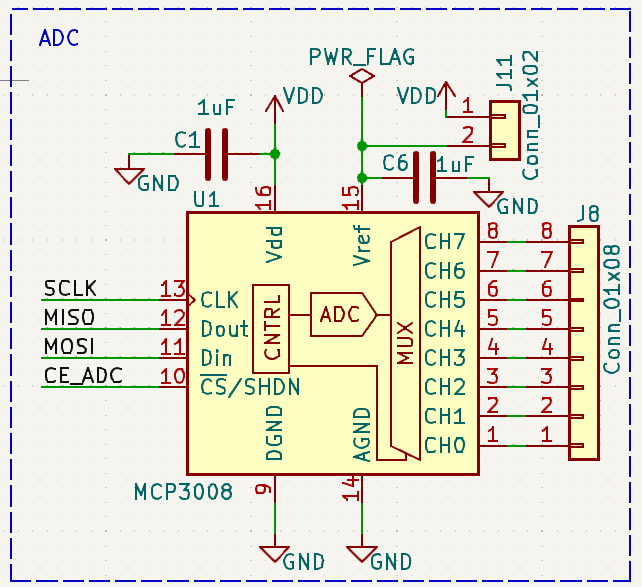 ADC
PWR_FLAG
1uF
VDD
VDD
1
J11
Conn_01x02
2
C1
C6
1uF
GND
GND
16
15
U1
J8
Vdd
Vref
CH7
8
8
CH6
7
7
SCLK
13
CLK
CH5
6
6
MISO
12
Dout
CNTRL
ADC
MUX
CH4
5
5
Conn_01x08
MOSI
11
Din
CH3
4
4
CE_ADC
10
CS/SHDN
CH2
3
3
DGND
AGND
CH1
2
2
CH0
1
1
MCP3008
9
14
GND
GND